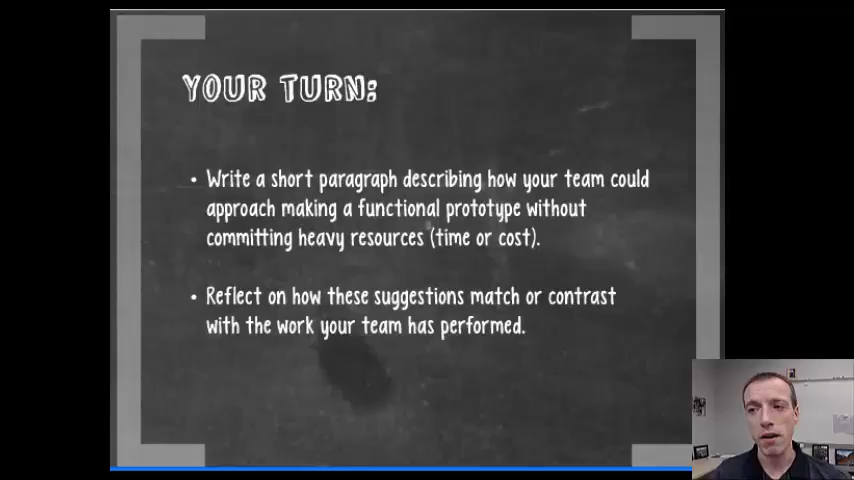 YOUR TURN:
• Write a short paragraph describing how your team could
approach making a functional prototype without
committing heavy resources (time or cost).
• Reflect on how these suggestions match or contrast
with the work your team has performed.